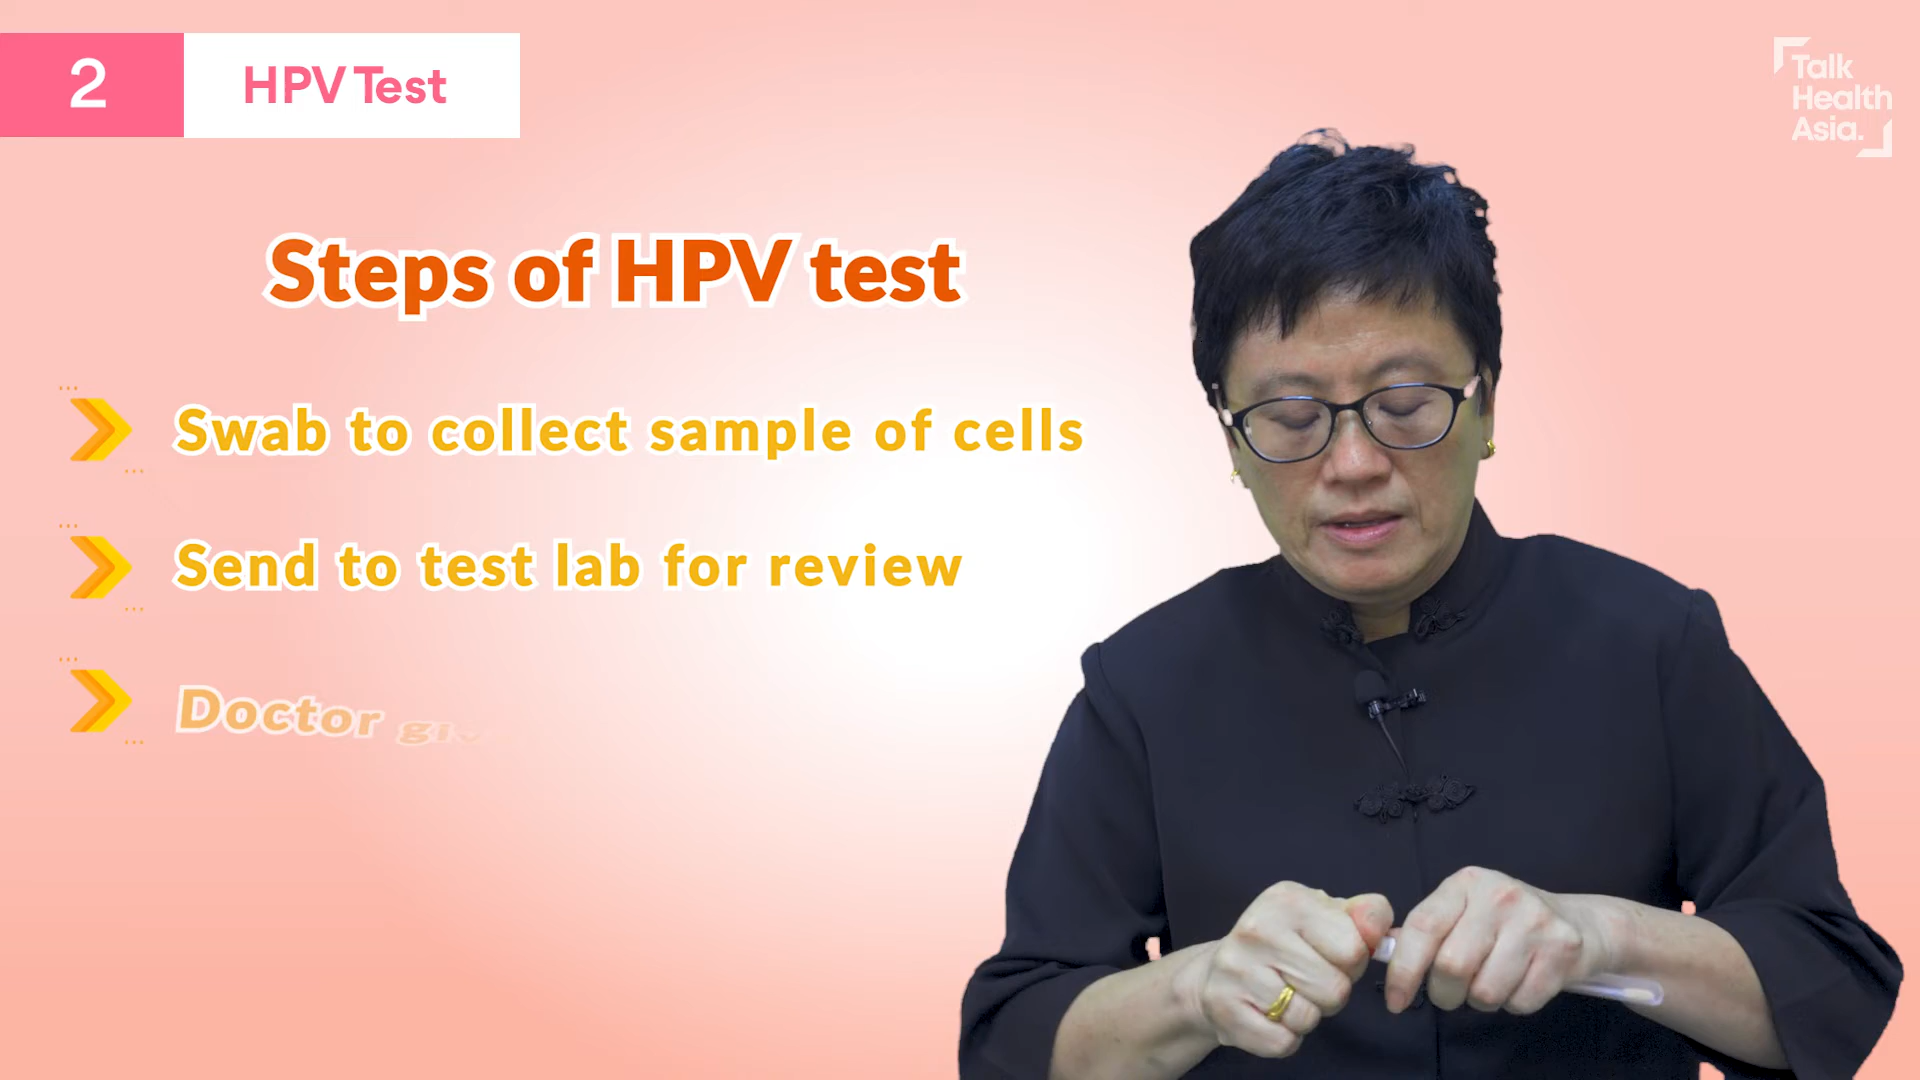 2
HPV Test
Talk
Health
Asia.
Steps of HPV test
Swab to collect sample of cells
Send to test lab for review
Doctor